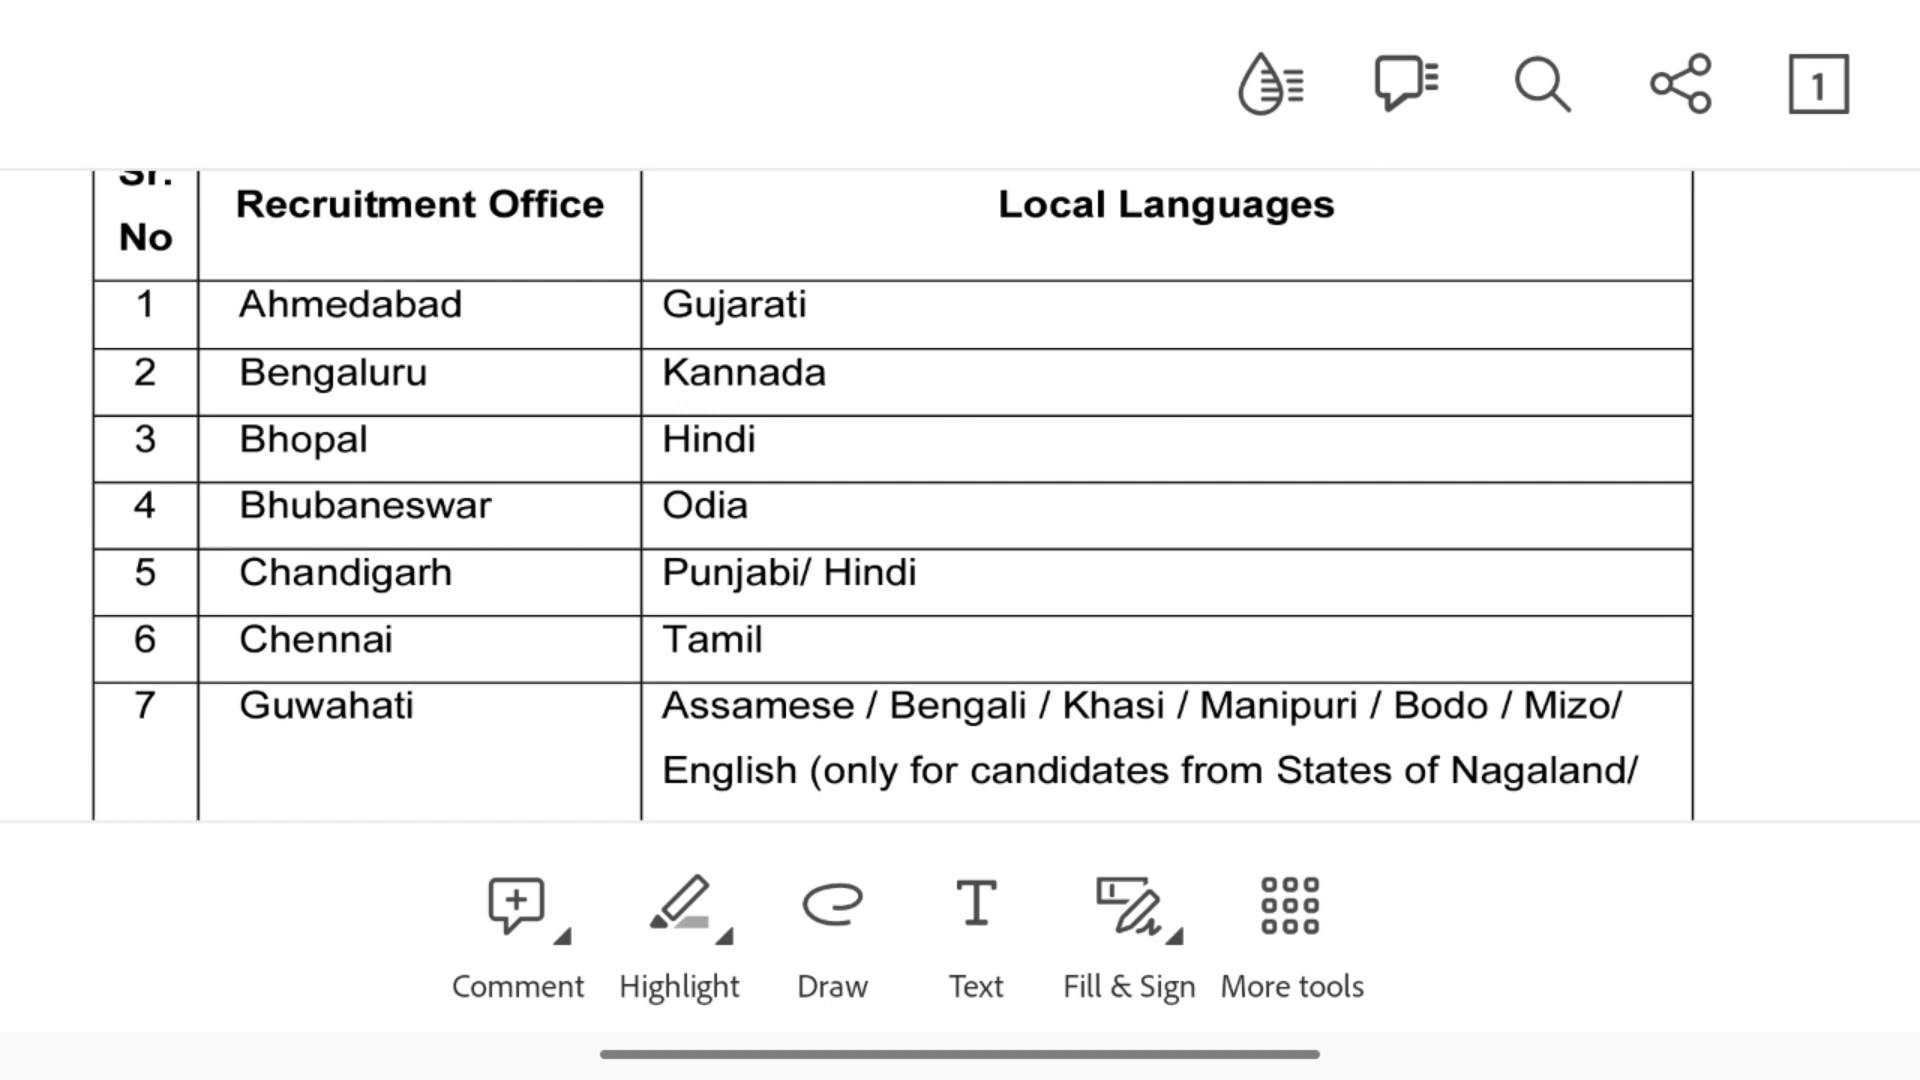 1
Sr.
No
Recruitment Office
Local Languages
1 Ahmedabad Gujarati
2 Bengaluru Kannada
3 Bhopal Hindi
4 Bhubaneswar Odia
5 Chandigarh Punjabi/ Hindi
6 Chennai Tamil
7 Guwahati Assamese / Bengali / Khasi / Manipuri / Bodo / Mizo/
English (only for candidates from States of Nagaland/
Comment Highlight Draw Text Fill & Sign More tools